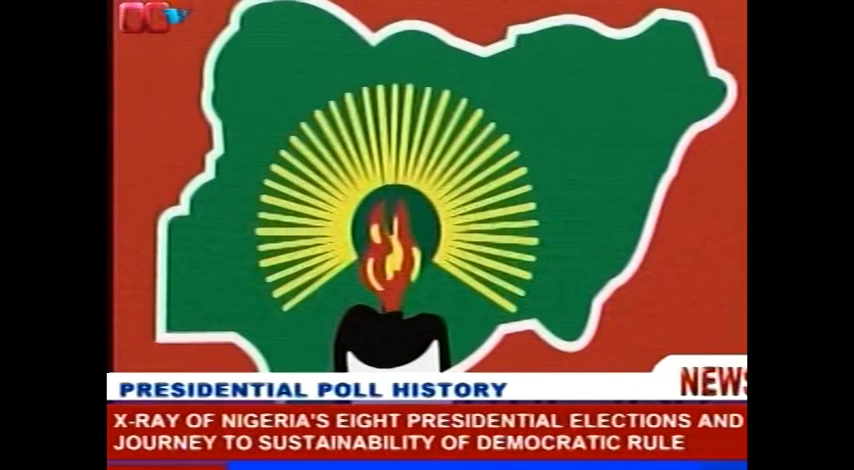 PRESIDENTIAL POLL HISTORY
NEWS
X-RAY OF NIGERIA'S EIGHT PRESIDENTIAL ELECTIONS AND
JOURNEY TO SUSTAINABILITY OF DEMOCRATIC RULE